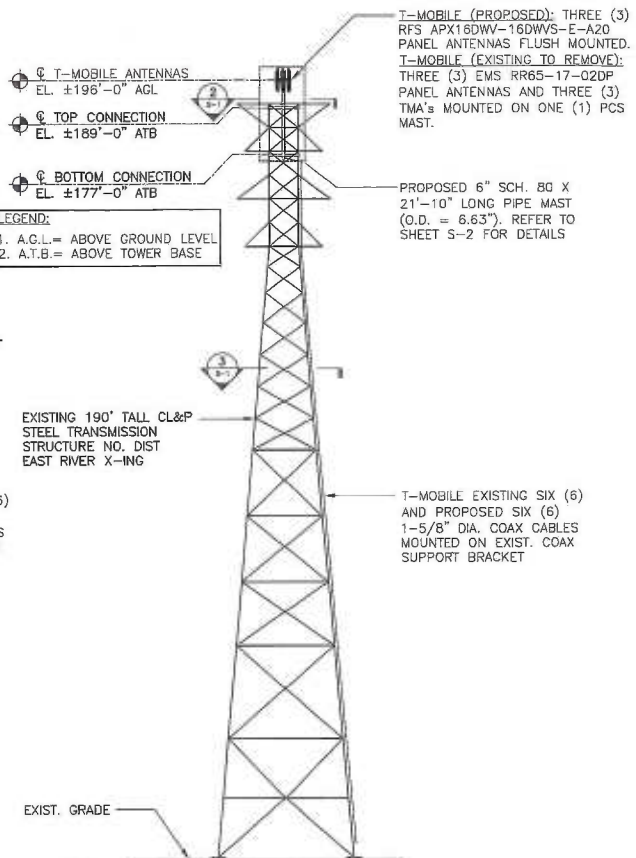 T-MOBILE (PROPOSED): THREE (3)
RFS APX16DWV-16DWVS-E-A20
PANEL ANTENNAS FLUSH MOUNTED.
T-MOBILE (EXISTING TO REMOVE):
THREE (3) EMS RR65-17-02DP
PANEL ANTENNAS AND THREE (3)
TMA's MOUNTED ON ONE (1) PCS
MAST.
℄ T-MOBILE ANTENNAS
EL. ±196'-0" AGL
2
S-1
℄ TOP CONNECTION
EL. ±189'-0" ATB
℄ BOTTOM CONNECTION
EL. ±177'-0" ATB
PROPOSED 6" SCH. 80 X
21'-10" LONG PIPE MAST
(O.D. = 6.63"). REFER TO
SHEET S-2 FOR DETAILS
LEGEND:
1. A.G.L.= ABOVE GROUND LEVEL
2. A.T.B.= ABOVE TOWER BASE
3
S-1
EXISTING 190' TALL CL&P
STEEL TRANSMISSION
STRUCTURE NO. DIST
EAST RIVER X-ING
T-MOBILE EXISTING SIX (6)
AND PROPOSED SIX (6)
1-5/8" DIA. COAX CABLES
MOUNTED ON EXIST. COAX
SUPPORT BRACKET
EXIST. GRADE